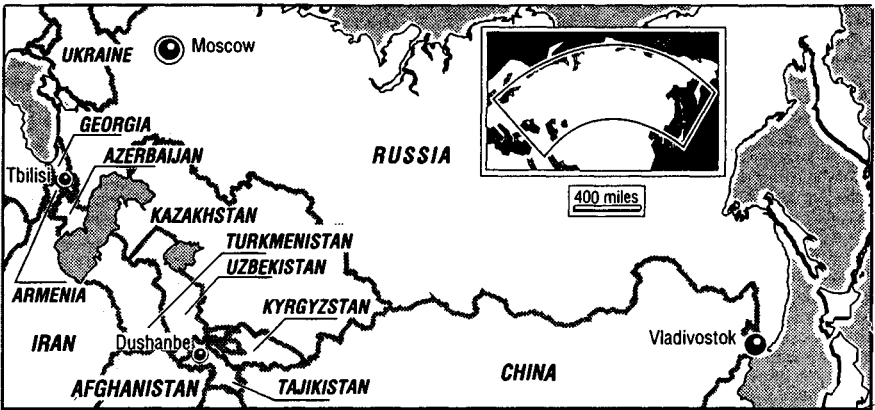 UKRAINE
Moscow
GEORGIA
AZERBAIJAN
Tbilisi
RUSSIA
400 miles
KAZAKHSTAN
TURKMENISTAN
UZBEKISTAN
ARMENIA
KYRGYZSTAN
IRAN
Dushanbe
Vladivostok
CHINA
AFGHANISTAN
TAJIKISTAN